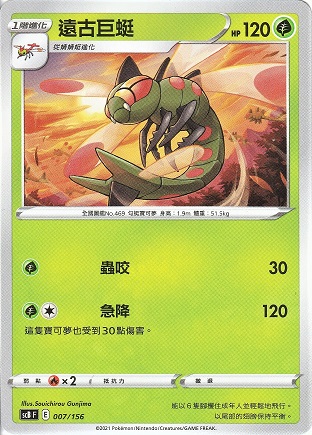 1階進化
遠古巨蜓
HP 120
從蜻蜻蜓進化
全國圖鑑No.469 勾蜓寶可夢 身高：1.9m 體重：51.5kg
蟲咬 30
急降 120
這隻寶可夢也受到30點傷害。
弱點 ×2 抵抗力 撤退
Illus.Souichirou Gunjima
SC1b F E 007/156
能以6隻腳攫住成年人並輕鬆地飛行。
以尾部的翅膀保持平衡。
©2021 Pokémon/Nintendo/Creatures/GAME FREAK.